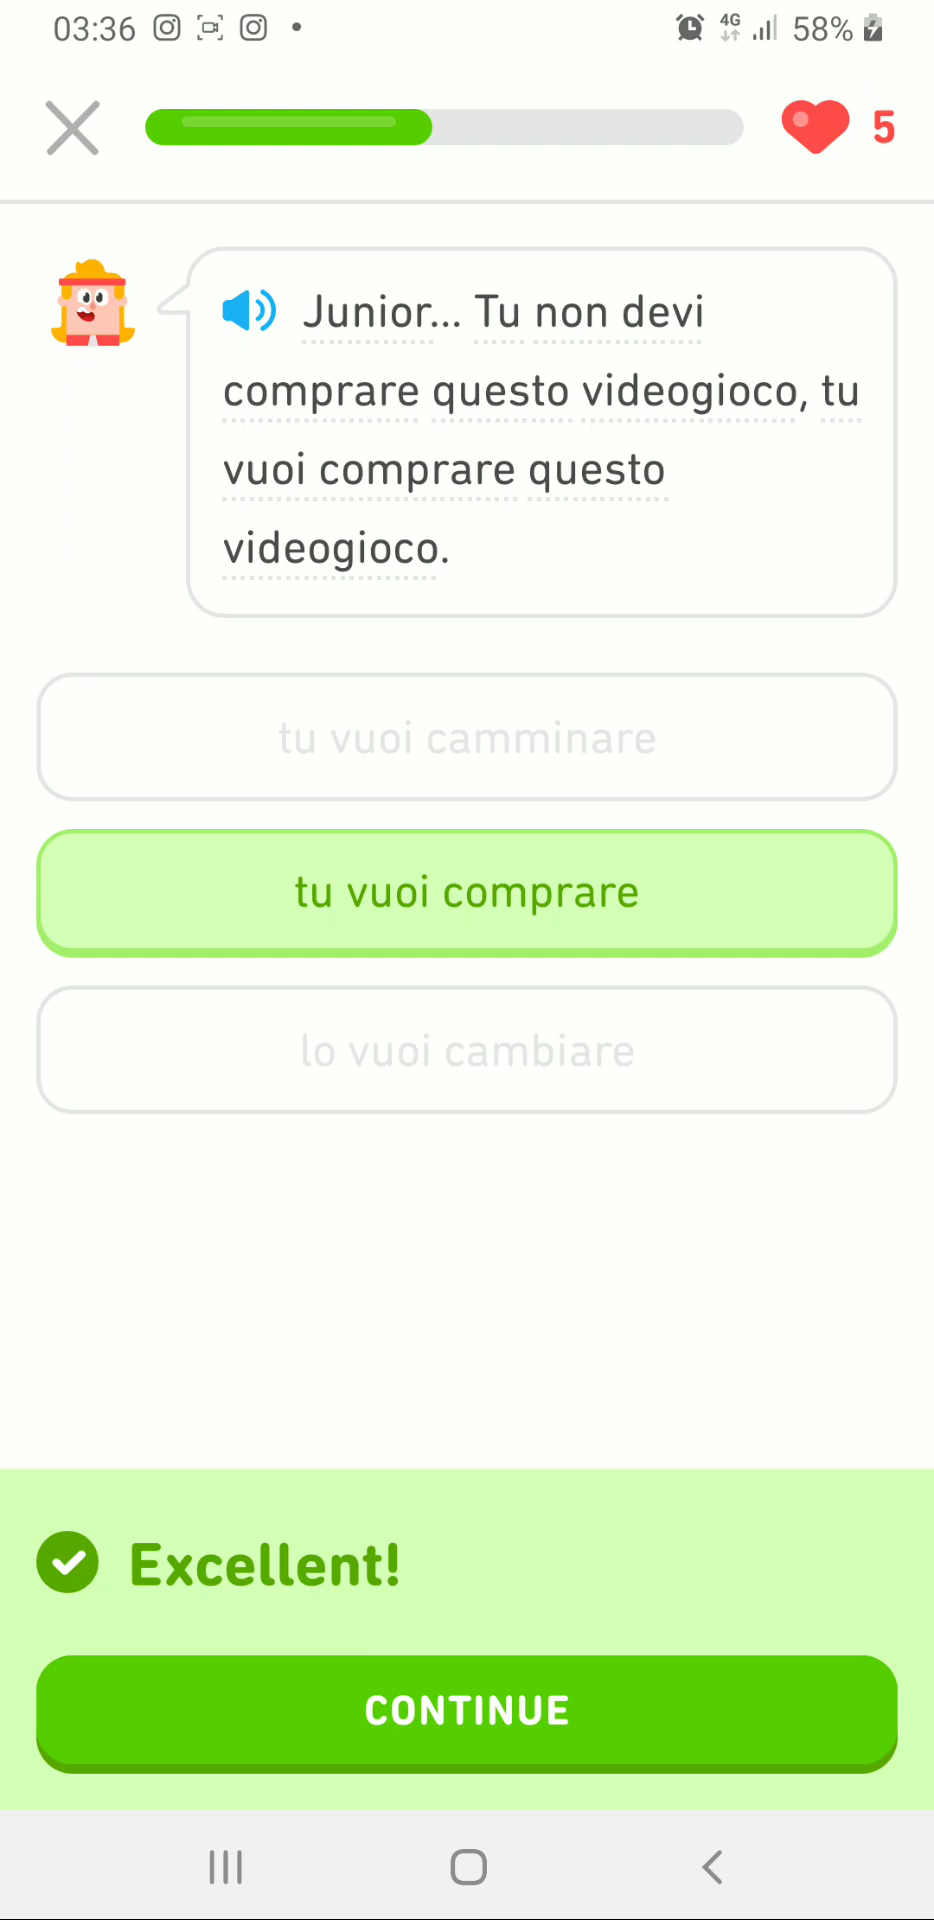 03:36
4G
58%
5
Junior... Tu non devi
comprare questo videogioco, tu
vuoi comprare questo
videogioco.
tu vuoi camminare
tu vuoi comprare
lo vuoi cambiare
Excellent!
CONTINUE